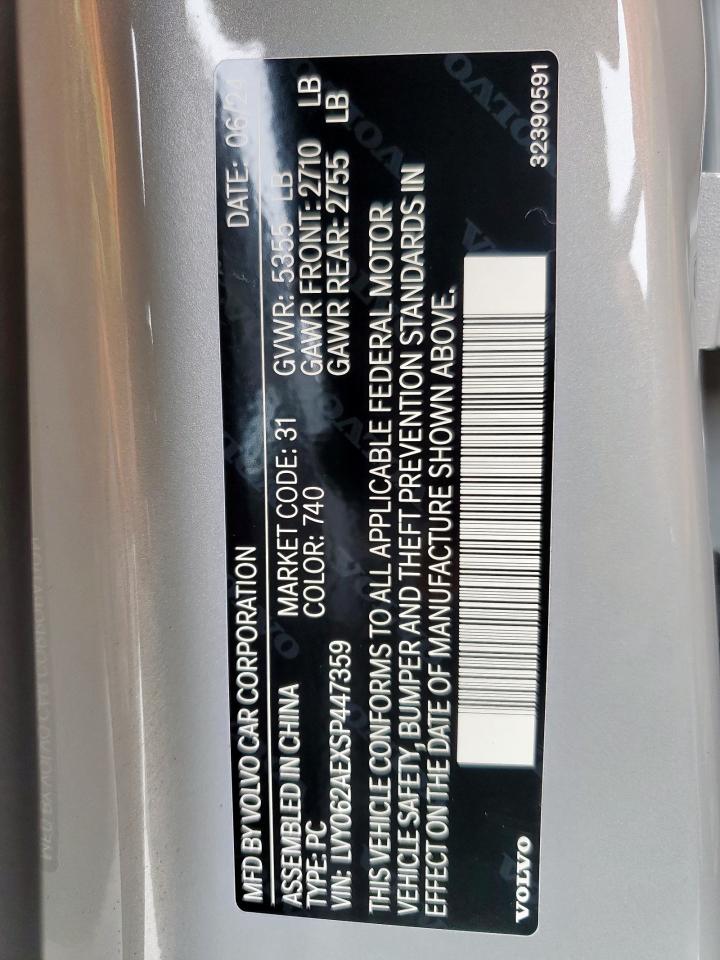 MFD BY VOLVO CAR CORPORATION DATE: 06/24
ASSEMBLED IN CHINA MARKET CODE: 31 GVWR: 5355 LB
TYPE: PC COLOR: 740 GAWR FRONT: 2710 LB
VIN: LVY062AEXSP447359 GAWR REAR: 2755 LB
THIS VEHICLE CONFORMS TO ALL APPLICABLE FEDERAL MOTOR
VEHICLE SAFETY, BUMPER AND THEFT PREVENTION STANDARDS IN
EFFECT ON THE DATE OF MANUFACTURE SHOWN ABOVE.
VOLVO 32390591